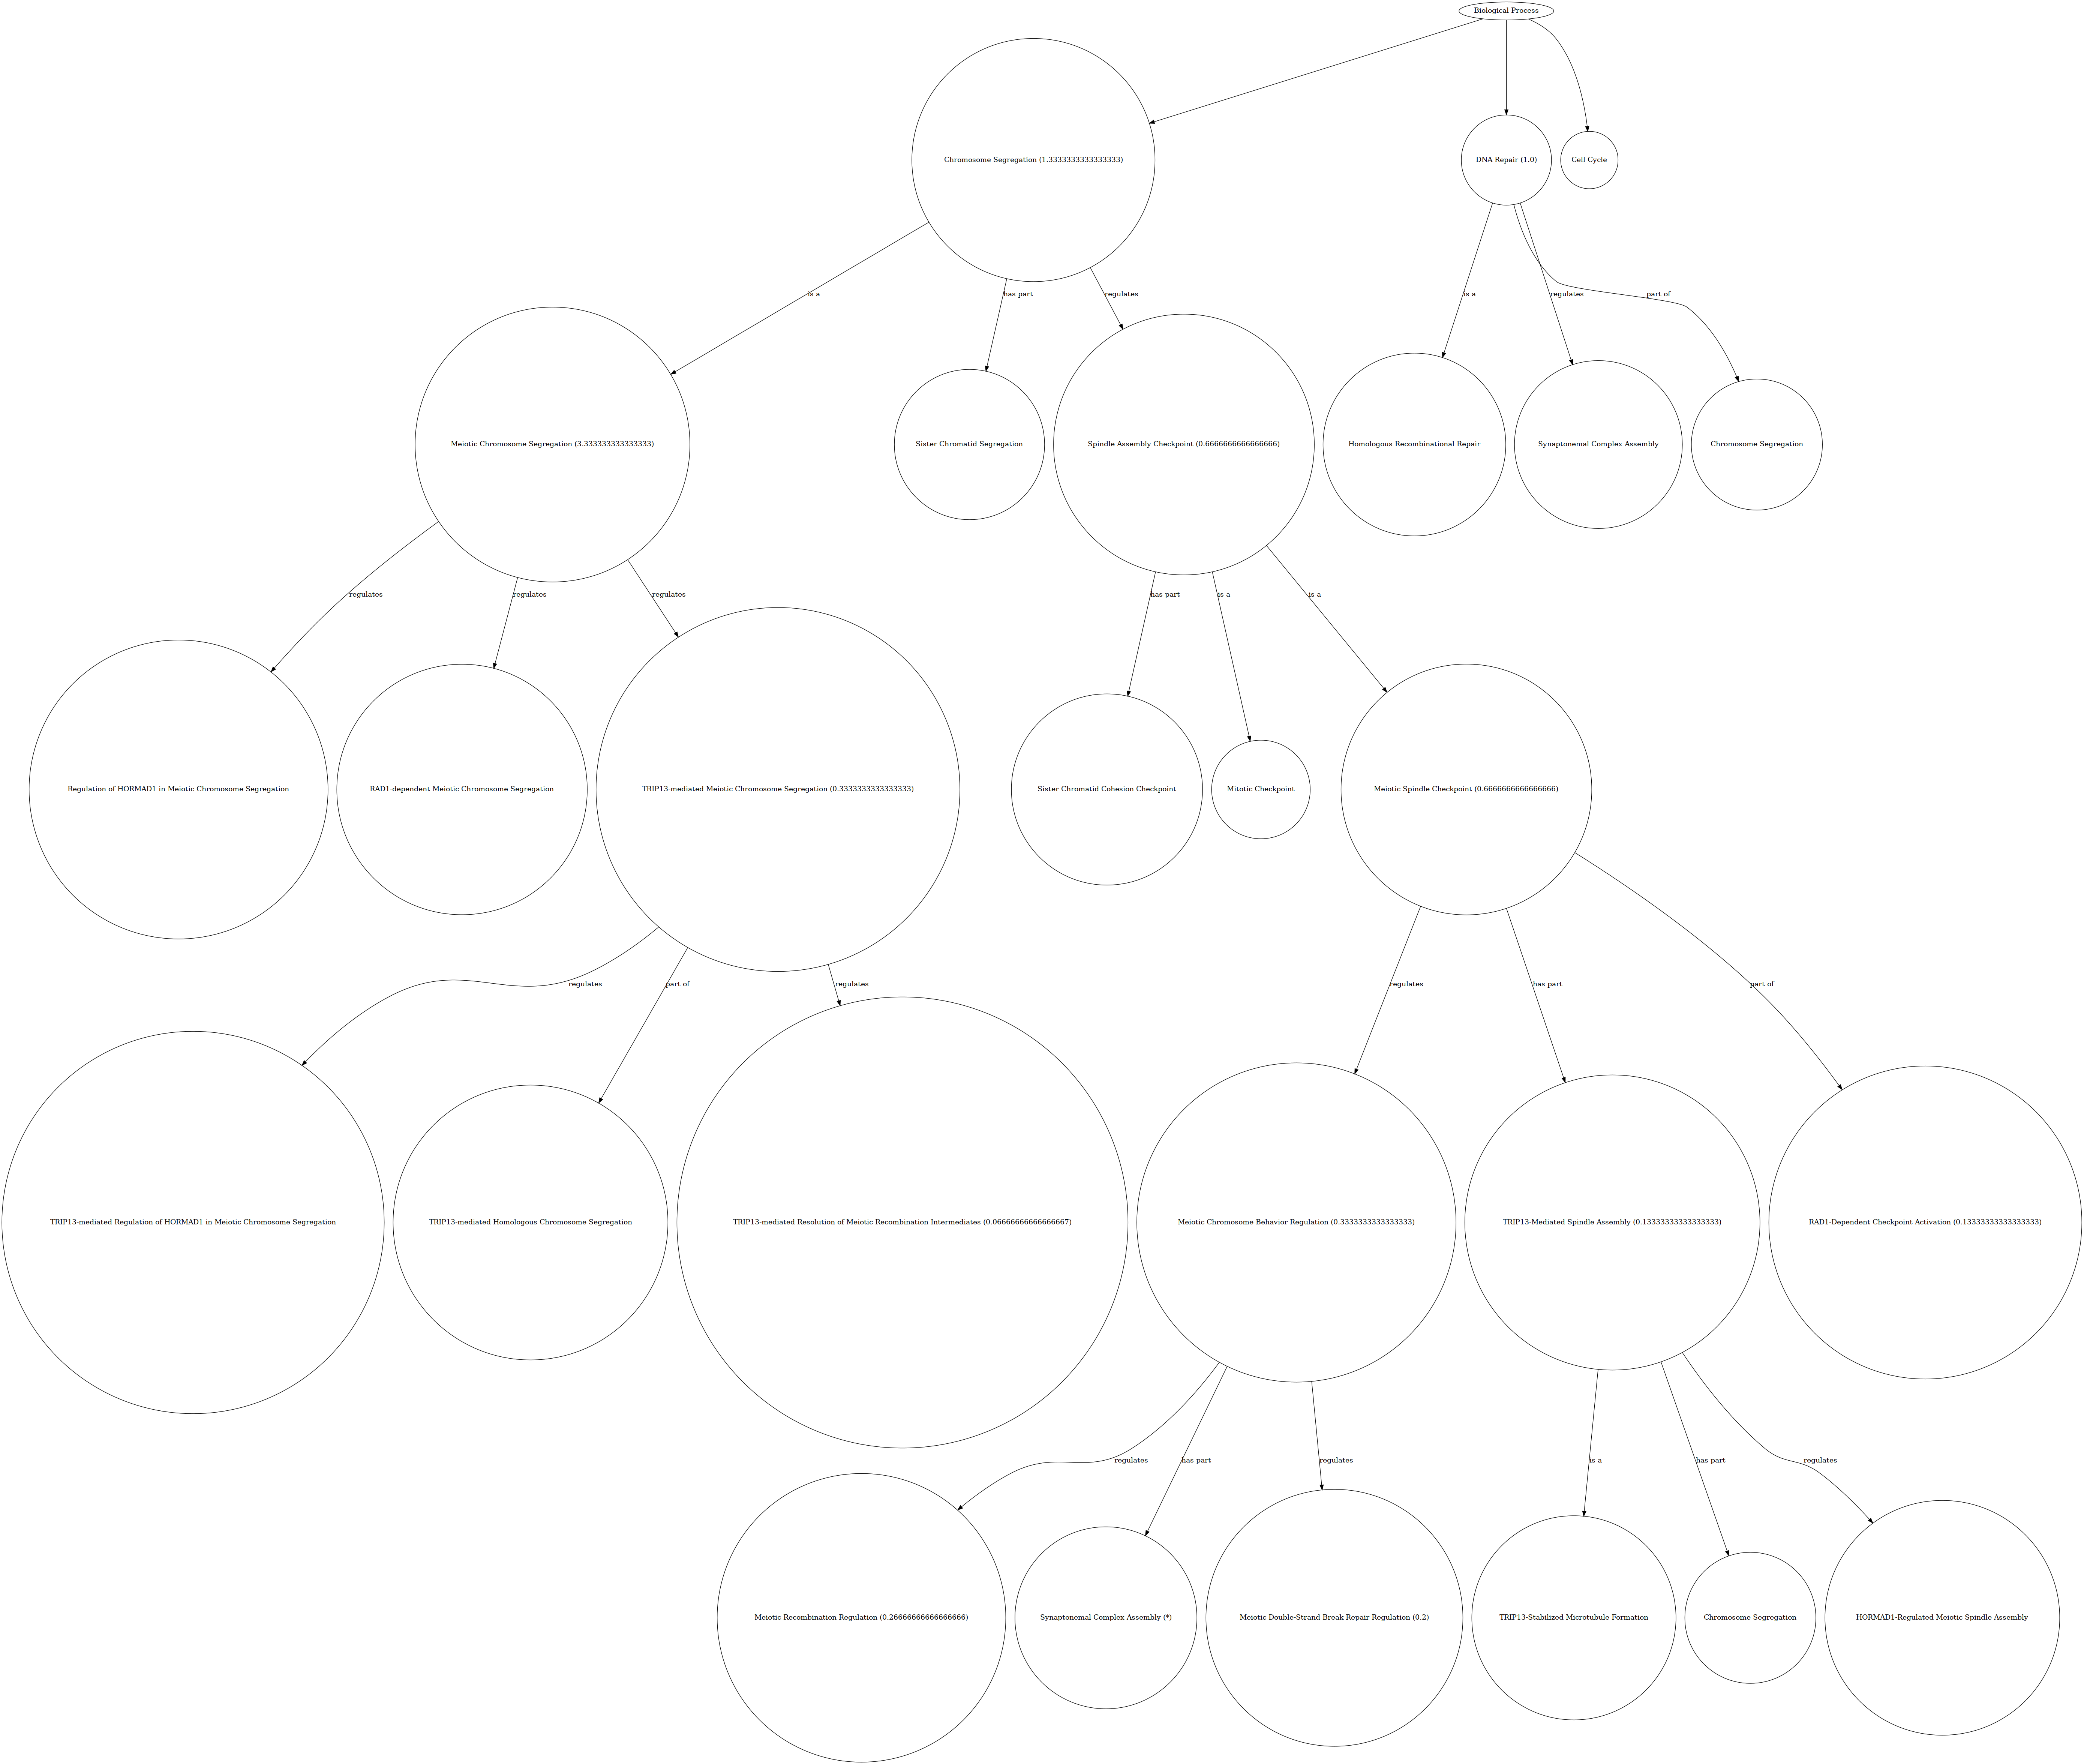 Biological Process
Chromosome Segregation (1.3333333333333333)
DNA Repair (1.0)
Cell Cycle
is a
has part
regulates
is a
regulates
part of
Meiotic Chromosome Segregation (3.333333333333333)
Sister Chromatid Segregation
Spindle Assembly Checkpoint (0.6666666666666666)
Homologous Recombinational Repair
Synaptonemal Complex Assembly
Chromosome Segregation
regulates
regulates
regulates
has part
is a
is a
Regulation of HORMAD1 in Meiotic Chromosome Segregation
RAD1-dependent Meiotic Chromosome Segregation
TRIP13-mediated Meiotic Chromosome Segregation (0.3333333333333333)
Sister Chromatid Cohesion Checkpoint
Mitotic Checkpoint
Meiotic Spindle Checkpoint (0.6666666666666666)
regulates
part of
regulates
regulates
has part
part of
TRIP13-mediated Regulation of HORMAD1 in Meiotic Chromosome Segregation
TRIP13-mediated Homologous Chromosome Segregation
TRIP13-mediated Resolution of Meiotic Recombination Intermediates (0.06666666666666667)
Meiotic Chromosome Behavior Regulation (0.3333333333333333)
TRIP13-Mediated Spindle Assembly (0.13333333333333333)
RAD1-Dependent Checkpoint Activation (0.13333333333333333)
regulates
has part
regulates
is a
has part
regulates
Meiotic Recombination Regulation (0.26666666666666666)
Synaptonemal Complex Assembly (*)
Meiotic Double-Strand Break Repair Regulation (0.2)
TRIP13-Stabilized Microtubule Formation
Chromosome Segregation
HORMAD1-Regulated Meiotic Spindle Assembly